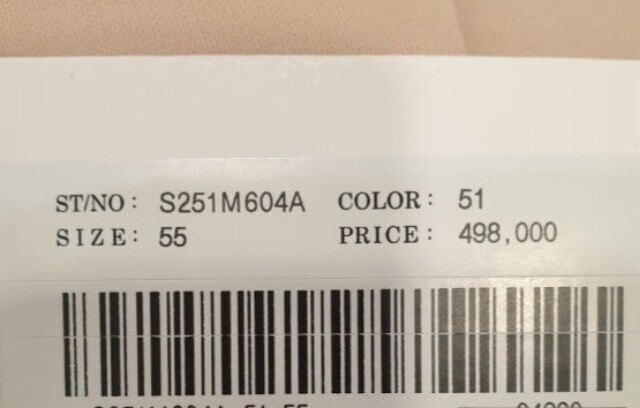 ST/NO: S251M604A COLOR: 51
SIZE: 55 PRICE: 498,000